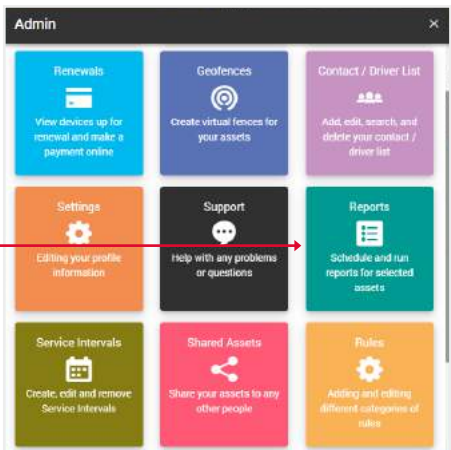 Admin
×
Renewals
View devices up for
renewal and make a
payment online
Geofences
Create virtual fences for
your assets
Contact / Driver List
Add, edit, search, and
delete your contact /
driver list
Settings
Editing your profile
information
Support
Help with any problems
or questions
Reports
Schedule and run
reports for selected
assets
Service Intervals
Create, edit and remove
Service Intervals
Shared Assets
Share your assets to any
other people
Rules
Adding and editing
different categories of
rules